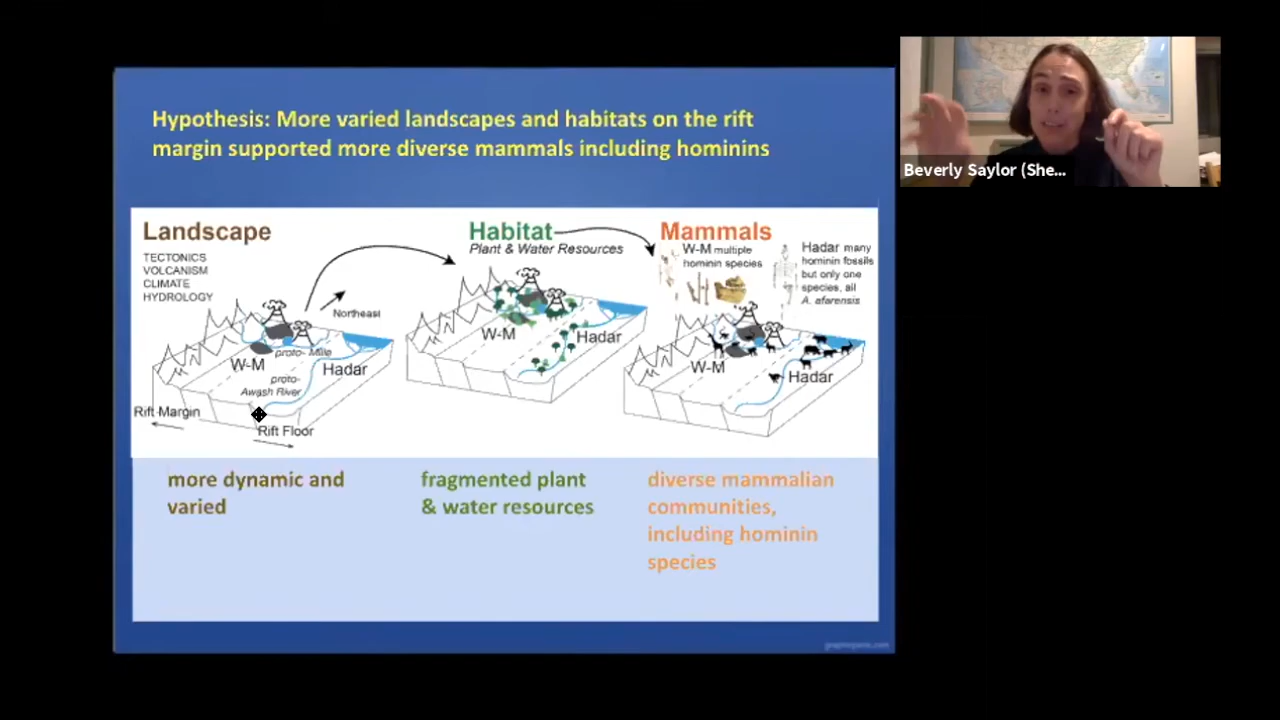 Hypothesis: More varied landscapes and habitats on the rift
margin supported more diverse mammals including hominins
Landscape
TECTONICS
VOLCANISM
CLIMATE
HYDROLOGY
Northeast
proto- Mille
W-M
Hadar
proto-
Awash River
Rift Margin
Rift Floor
Habitat
Plant & Water Resources
W-M
Hadar
Mammals
W-M multiple
hominin species
Hadar many
hominin fossils
but only one
species, all
A. afarensis
W-M
Hadar
more dynamic and
varied
fragmented plant
& water resources
diverse mammalian
communities,
including hominin
species
Beverly Saylor (She...